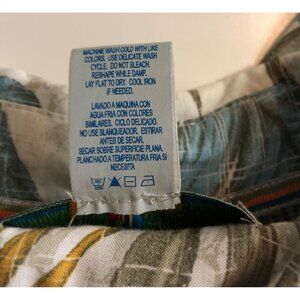 MACHINE WASH COLD WITH LIKE
COLORS. USE DELICATE WASH
CYCLE. DO NOT BLEACH.
RESHAPE WHILE DAMP.
LAY FLAT TO DRY. COOL IRON
IF NEEDED.
LAVADO A MAQUINA CON
AGUA FRIA CON COLORES
SIMILARES. CICLO DELICADO.
NO USE BLANQUEADOR. ESTIRAR
ANTES DE SECAR
SECAR SOBRE SUPERFICIE PLANA.
PLANCHADO A TEMPERATURA FRIA SI
NECESITA